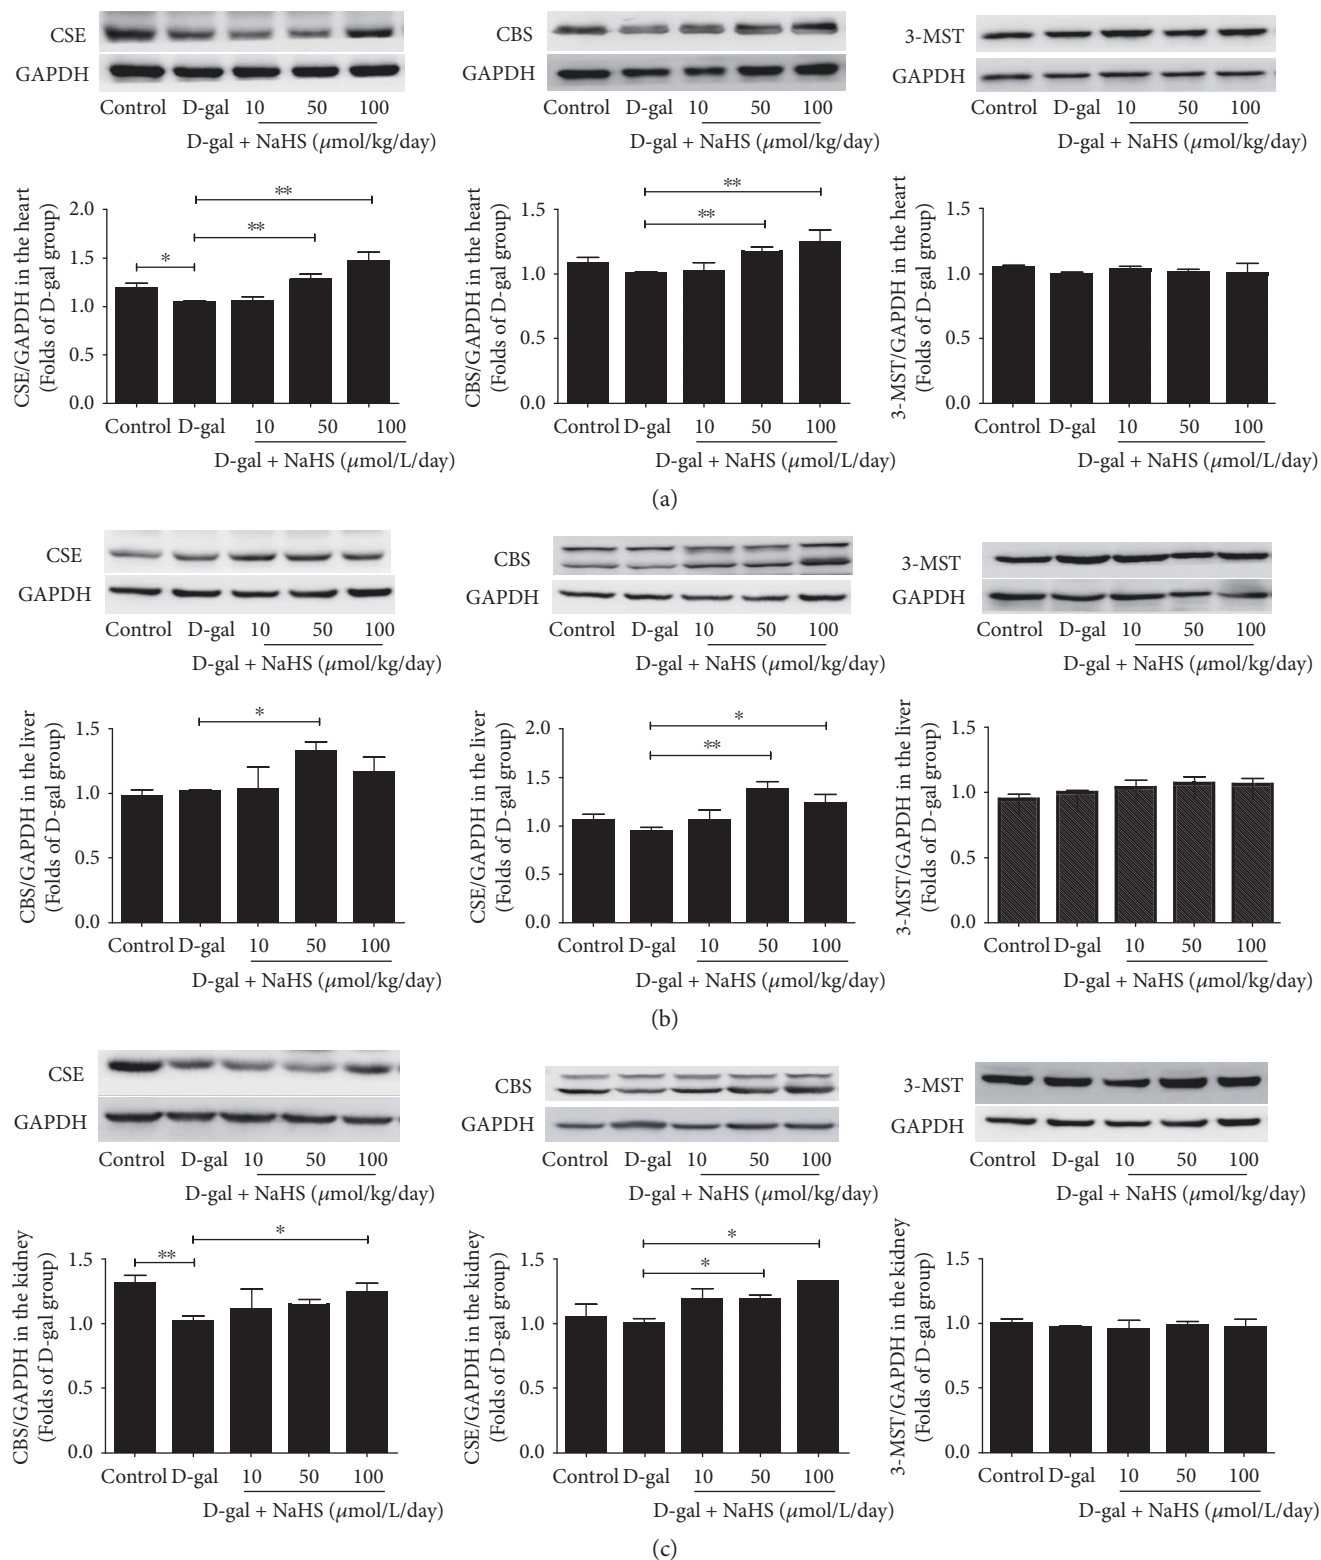 CSE
GAPDH
Control D-gal 10 50 100
D-gal + NaHS (μmol/kg/day)
CBS
GAPDH
Control D-gal 10 50 100
D-gal + NaHS (μmol/kg/day)
3-MST
GAPDH
Control D-gal 10 50 100
D-gal + NaHS (μmol/kg/day)
CSE/GAPDH in the heart
(Folds of D-gal group)
2.0
1.5
1.0
0.5
0.0
*
**
**
Control D-gal 10 50 100
D-gal + NaHS (μmol/L/day)
CBS/GAPDH in the heart
(Folds of D-gal group)
1.5
1.0
0.5
0.0
**
**
Control D-gal 10 50 100
D-gal + NaHS (μmol/L/day)
3-MST/GAPDH in the heart
(Folds of D-gal group)
1.5
1.0
0.5
0.0
Control D-gal 10 50 100
D-gal + NaHS (μmol/L/day)
(a)
CSE
GAPDH
Control D-gal 10 50 100
D-gal + NaHS (μmol/kg/day)
CBS
GAPDH
Control D-gal 10 50 100
D-gal + NaHS (μmol/kg/day)
3-MST
GAPDH
Control D-gal 10 50 100
D-gal + NaHS (μmol/kg/day)
CBS/GAPDH in the liver
(Folds of D-gal group)
1.5
1.0
0.5
0.0
*
Control D-gal 10 50 100
D-gal + NaHS (μmol/kg/day)
CSE/GAPDH in the liver
(Folds of D-gal group)
2.0
1.5
1.0
0.5
0.0
*
**
Control D-gal 10 50 100
D-gal + NaHS (μmol/kg/day)
3-MST/GAPDH in the liver
(Folds of D-gal group)
1.5
1.0
0.5
0.0
Control D-gal 10 50 100
D-gal + NaHS (μmol/kg/day)
(b)
CSE
GAPDH
Control D-gal 10 50 100
D-gal + NaHS (μmol/kg/day)
CBS
GAPDH
Control D-gal 10 50 100
D-gal + NaHS (μmol/kg/day)
3-MST
GAPDH
Control D-gal 10 50 100
D-gal + NaHS (μmol/kg/day)
CBS/GAPDH in the kidney
(Folds of D-gal group)
1.5
1.0
0.5
0.0
**
*
Control D-gal 10 50 100
D-gal + NaHS (μmol/L/day)
CSE/GAPDH in the kidney
(Folds of D-gal group)
1.5
1.0
0.5
0.0
*
*
Control D-gal 10 50 100
D-gal + NaHS (μmol/L/day)
3-MST/GAPDH in the kidney
(Folds of D-gal group)
1.5
1.0
0.5
0.0
Control D-gal 10 50 100
D-gal + NaHS (μmol/L/day)
(c)